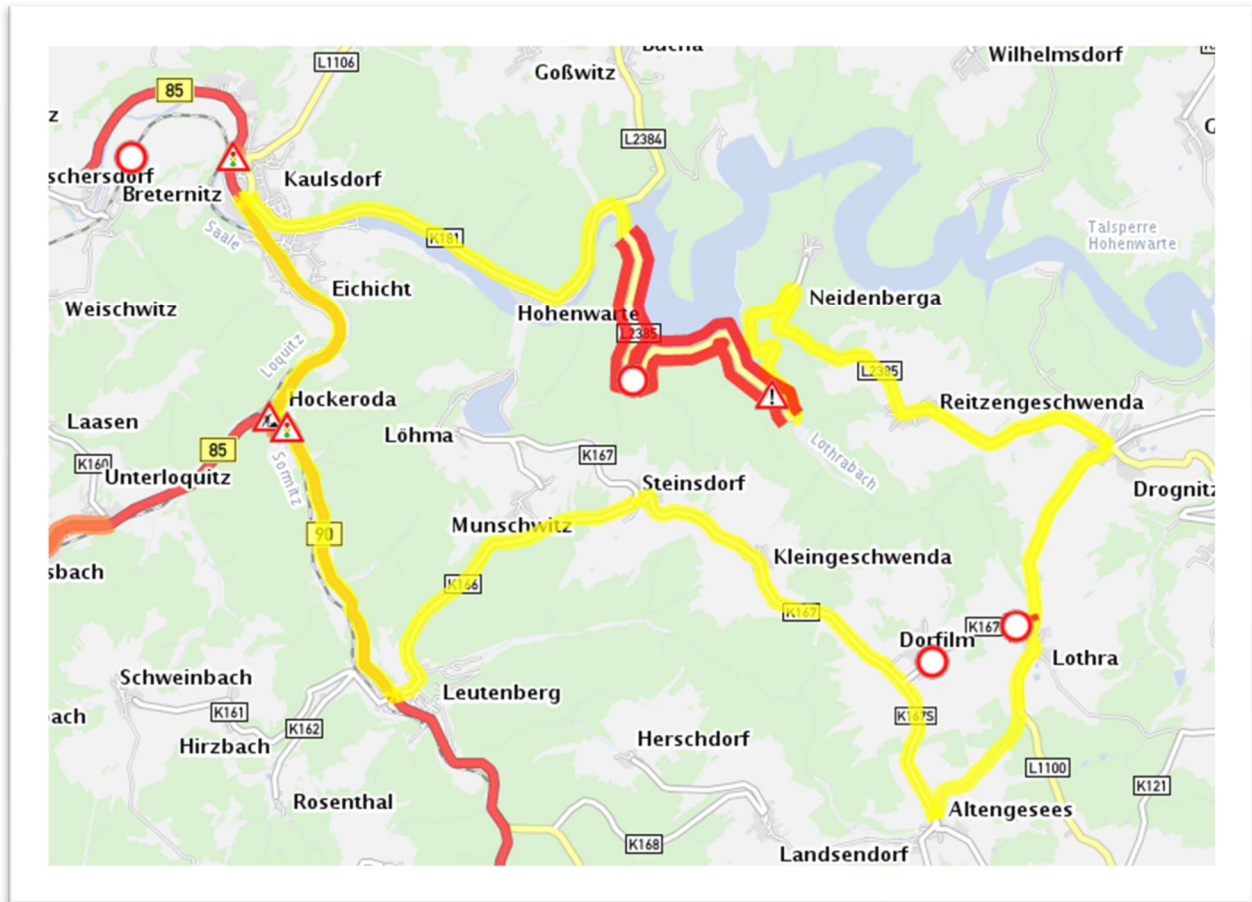 Bucha
Wilhelmsdorf
L1106
Goßwitz
85
z
L2384
G
schersdorf
Kaulsdorf
Breternitz
Saale
K181
Talsperre
Hohenwarte
Eichicht
Neidenberga
Weischwitz
Hohenwarte
L2385
Loquitz
L2385
Hockeroda
Reitzengeschwenda
Laasen
Löhma
Lothrabach
85
K160
K167
Unterloquitz
Sormitz
Steinsdorf
Drognitz
Munschwitz
90
Kleingeschwenda
sbach
K166
K167
K167
Dorfilm
Lothra
Schweinbach
Leutenberg
ach
K161
K162
K167S
Hirzbach
Herschdorf
L1100
K121
Rosenthal
Altengesees
K168
Landsendorf